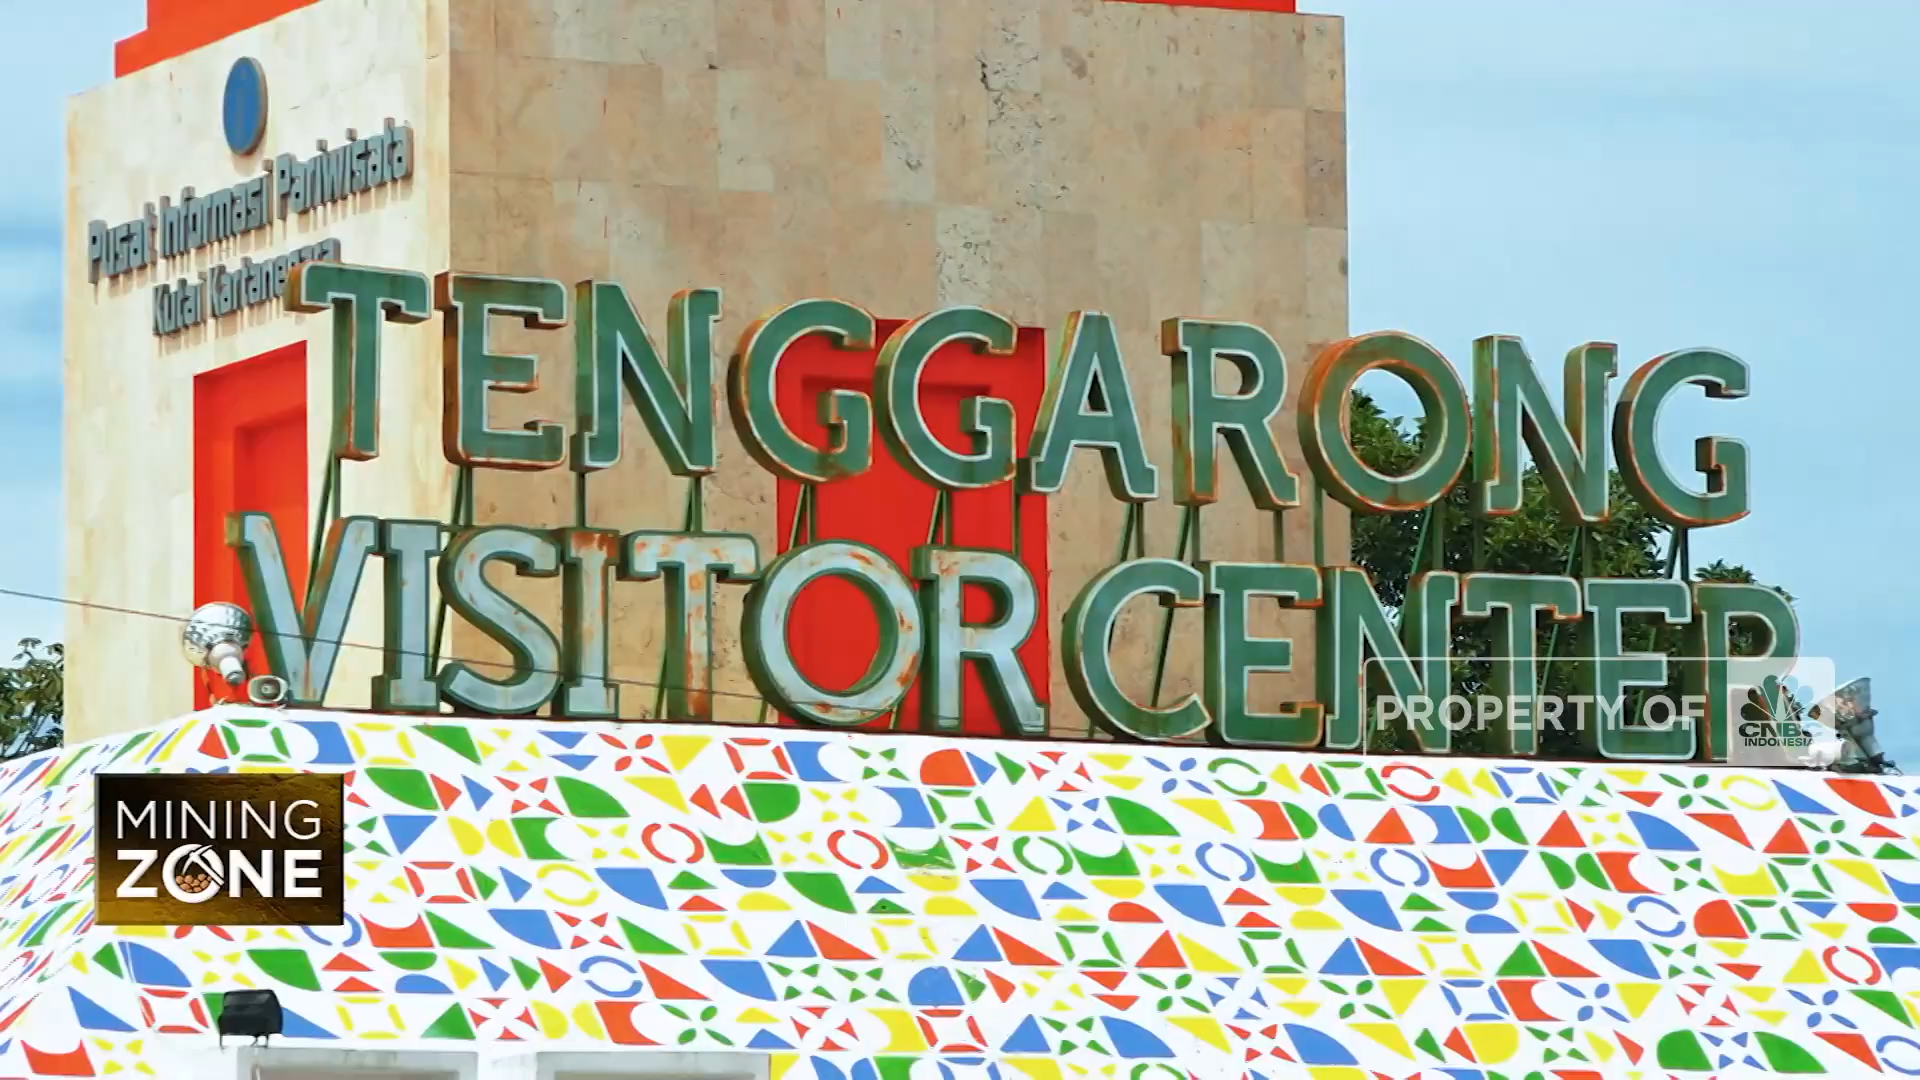 Pusat Informasi Pariwisata
Kutai Kartanegara
TENGGARONG
VISITOR CENTER
PROPERTY OF
CNBC
INDONESIA
MINING
ZONE